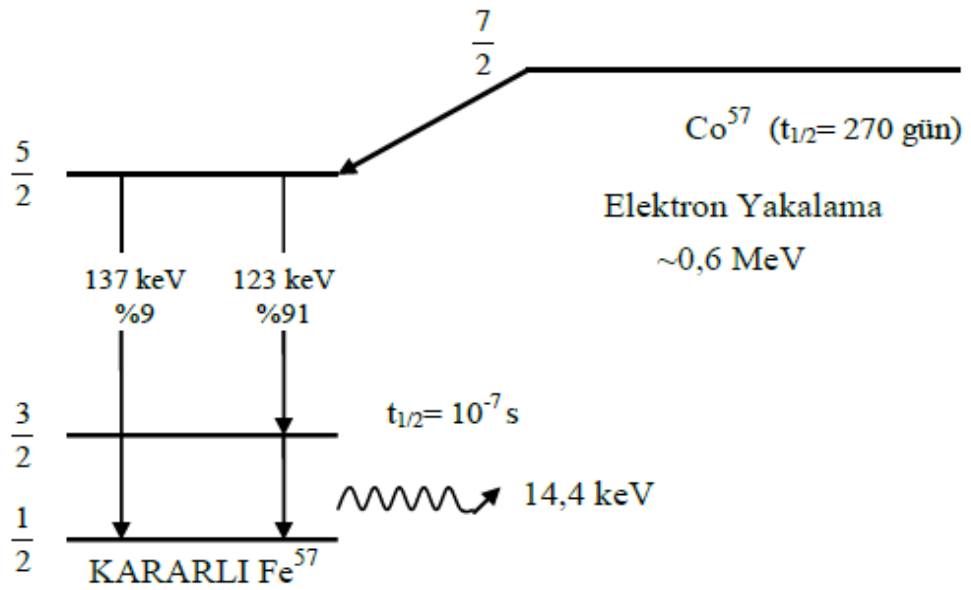 7/2
Co⁵⁷ (t₁/₂= 270 gün)
5/2
Elektron Yakalama
~0,6 MeV
137 keV
%9
123 keV
%91
3/2
t₁/₂= 10⁻⁷ s
14,4 keV
1/2
KARARLI Fe⁵⁷